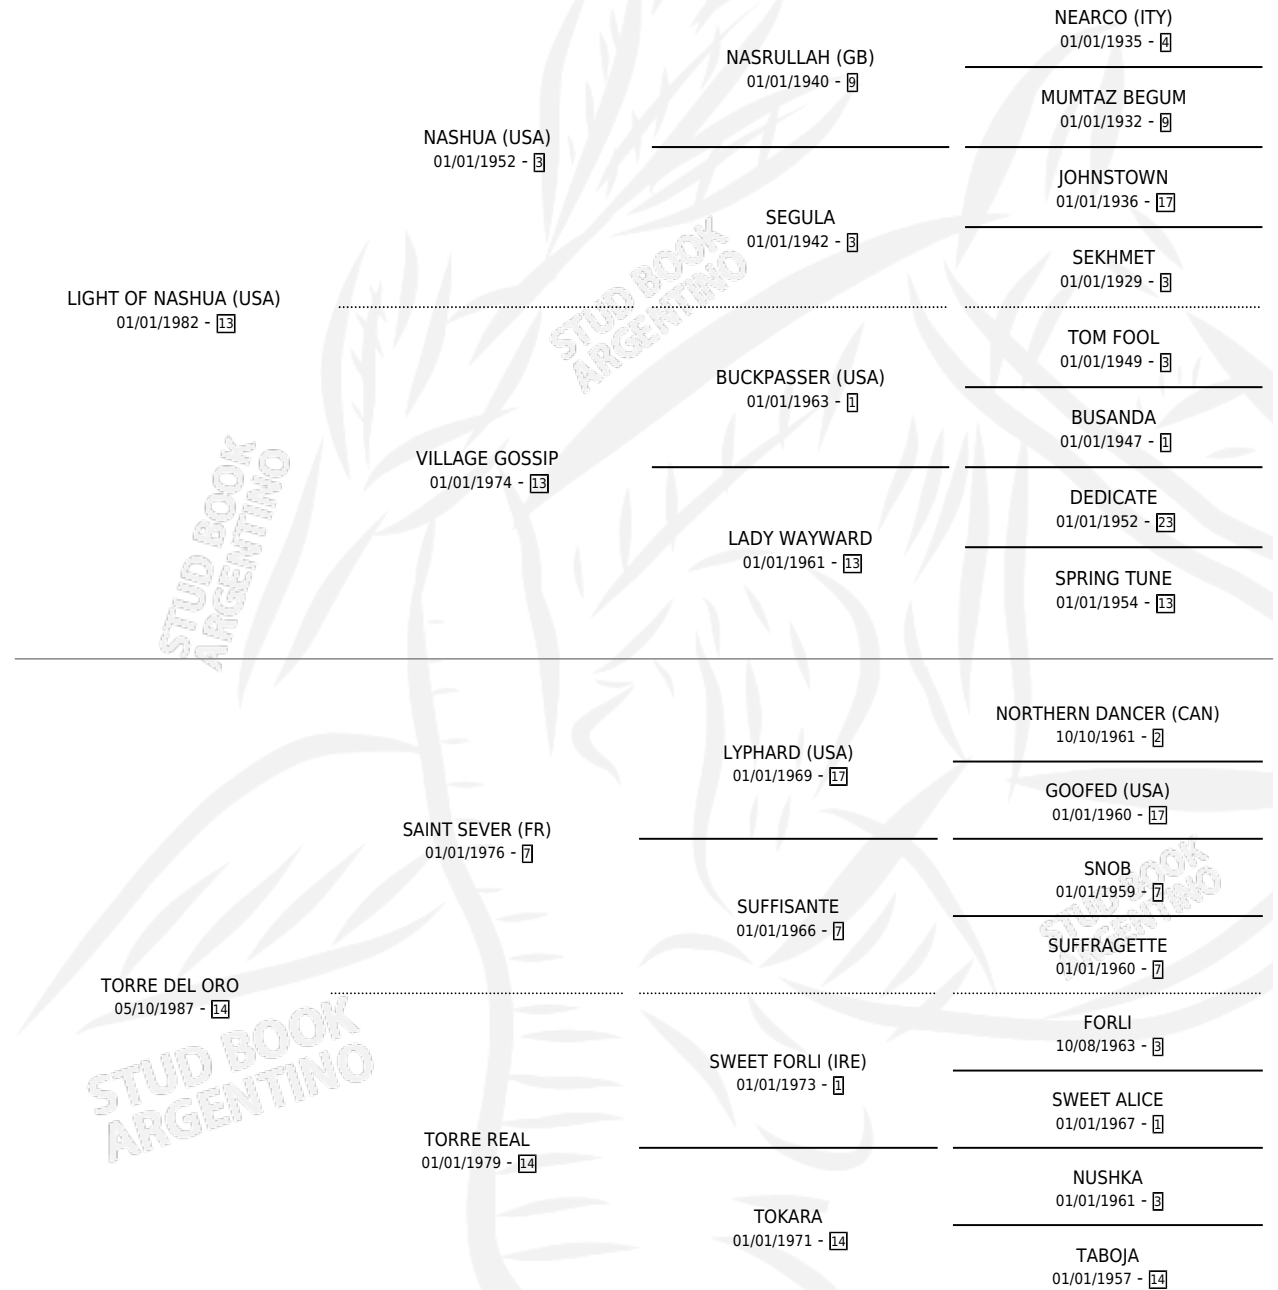 NEARCO (ITY)
01/01/1935 - 4
NASRULLAH (GB)
01/01/1940 - 9
MUMTAZ BEGUM
01/01/1932 - 9
NASHUA (USA)
01/01/1952 - 3
JOHNSTOWN
01/01/1936 - 17
SEGULA
01/01/1942 - 3
SEKHMET
01/01/1929 - 3
LIGHT OF NASHUA (USA)
01/01/1982 - 13
TOM FOOL
01/01/1949 - 3
BUCKPASSER (USA)
01/01/1963 - 1
BUSANDA
01/01/1947 - 1
VILLAGE GOSSIP
01/01/1974 - 13
DEDICATE
01/01/1952 - 23
LADY WAYWARD
01/01/1961 - 13
SPRING TUNE
01/01/1954 - 13
NORTHERN DANCER (CAN)
10/10/1961 - 2
LYPHARD (USA)
01/01/1969 - 17
GOOFED (USA)
01/01/1960 - 17
SAINT SEVER (FR)
01/01/1976 - 7
SNOB
01/01/1959 - 7
SUFFISANTE
01/01/1966 - 7
SUFFRAGETTE
01/01/1960 - 7
TORRE DEL ORO
05/10/1987 - 14
FORLI
10/08/1963 - 3
SWEET FORLI (IRE)
01/01/1973 - 1
SWEET ALICE
01/01/1967 - 1
TORRE REAL
01/01/1979 - 14
NUSHKA
01/01/1961 - 3
TOKARA
01/01/1971 - 14
TABOJA
01/01/1957 - 14
STUD BOOK
ARGENTINO
STUD BOOK
ARGENTINO
STUD BOOK
ARGENTINO
STUD BOOK
ARGENTINO